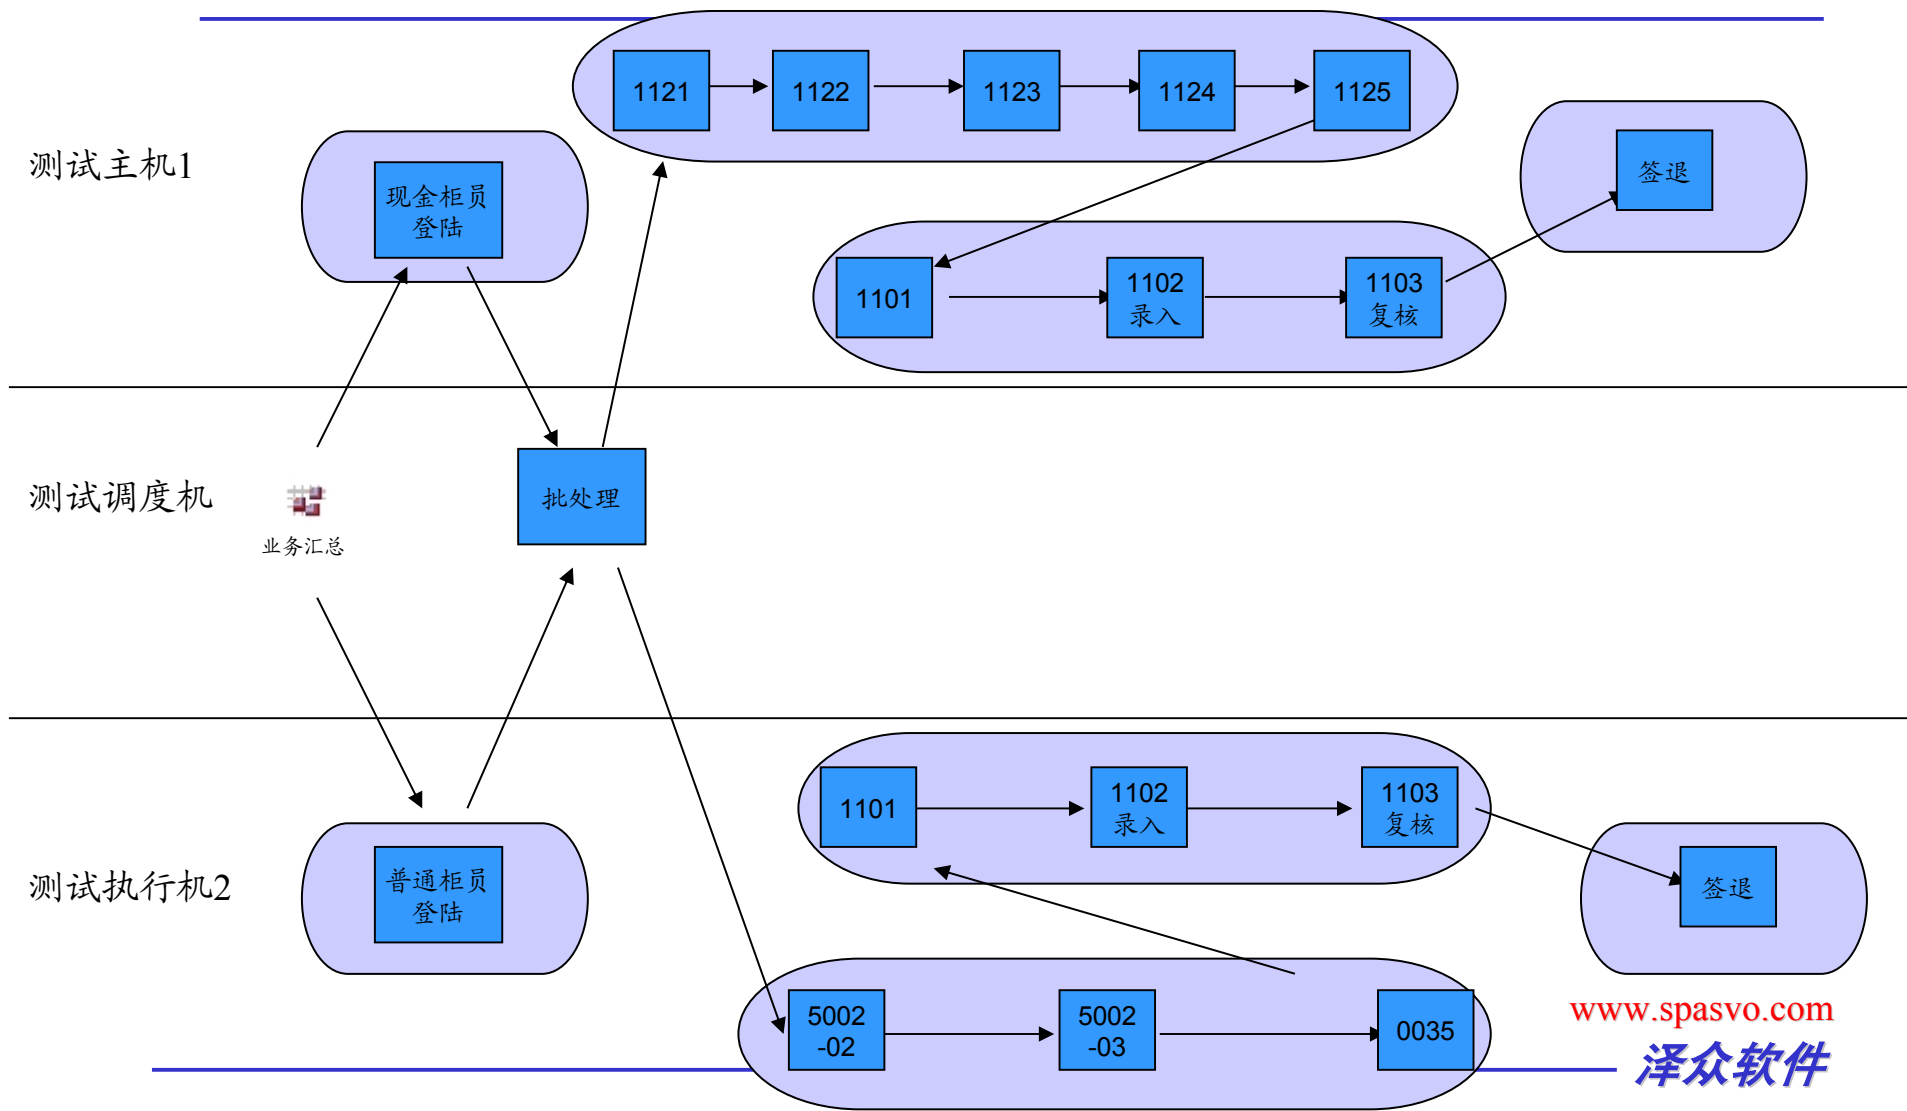 1121
1122
1123
1124
1125
测试主机1
现金柜员
登陆
签退
1101
1102
录入
1103
复核
测试调度机
业务汇总
批处理
1101
1102
录入
1103
复核
测试执行机2
普通柜员
登陆
签退
5002
-02
5002
-03
0035
www.spasvo.com
泽众软件